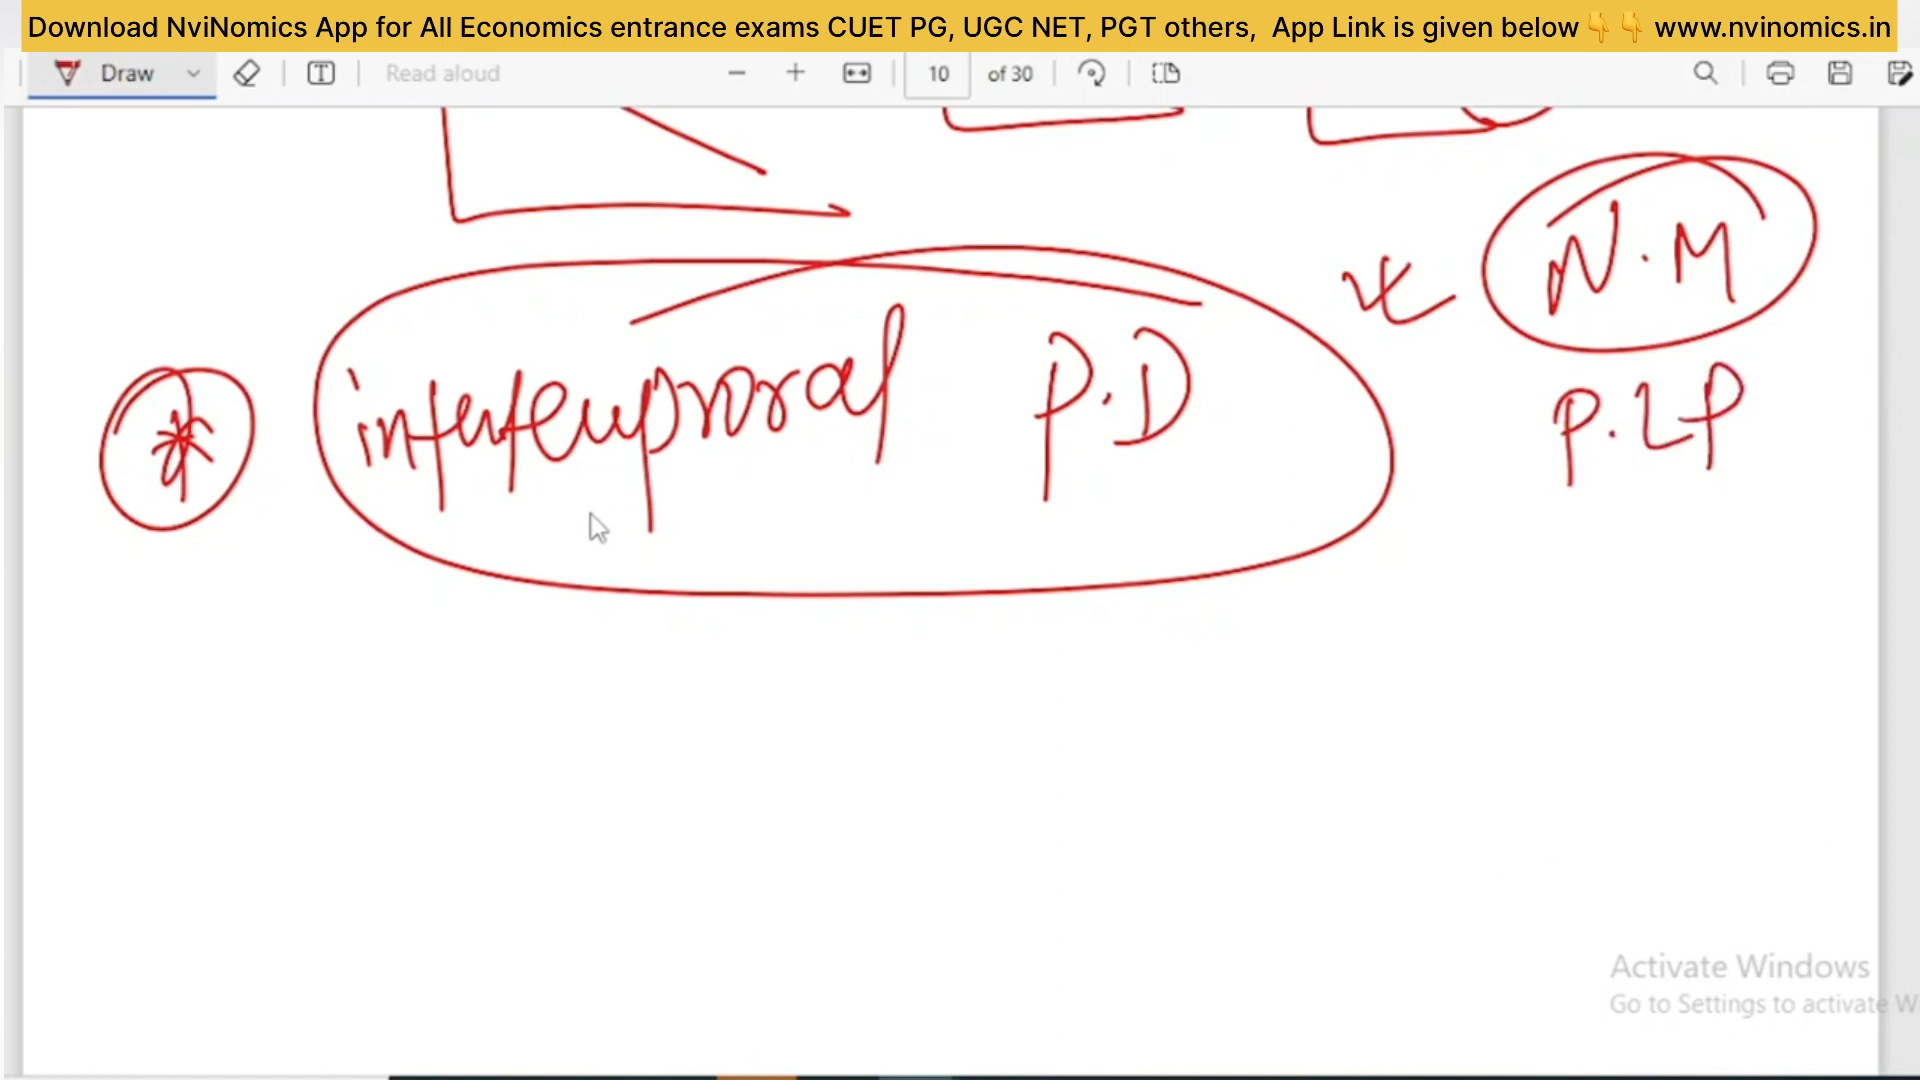 Download NviNomics App for All Economics entrance exams CUET PG, UGC NET, PGT others, App Link is given below👇👇 www.nvinomics.in
Draw Read aloud 10 of 30
N.M
intertemporal P.D
P.LP
Activate Windows
Go to Settings to activate W